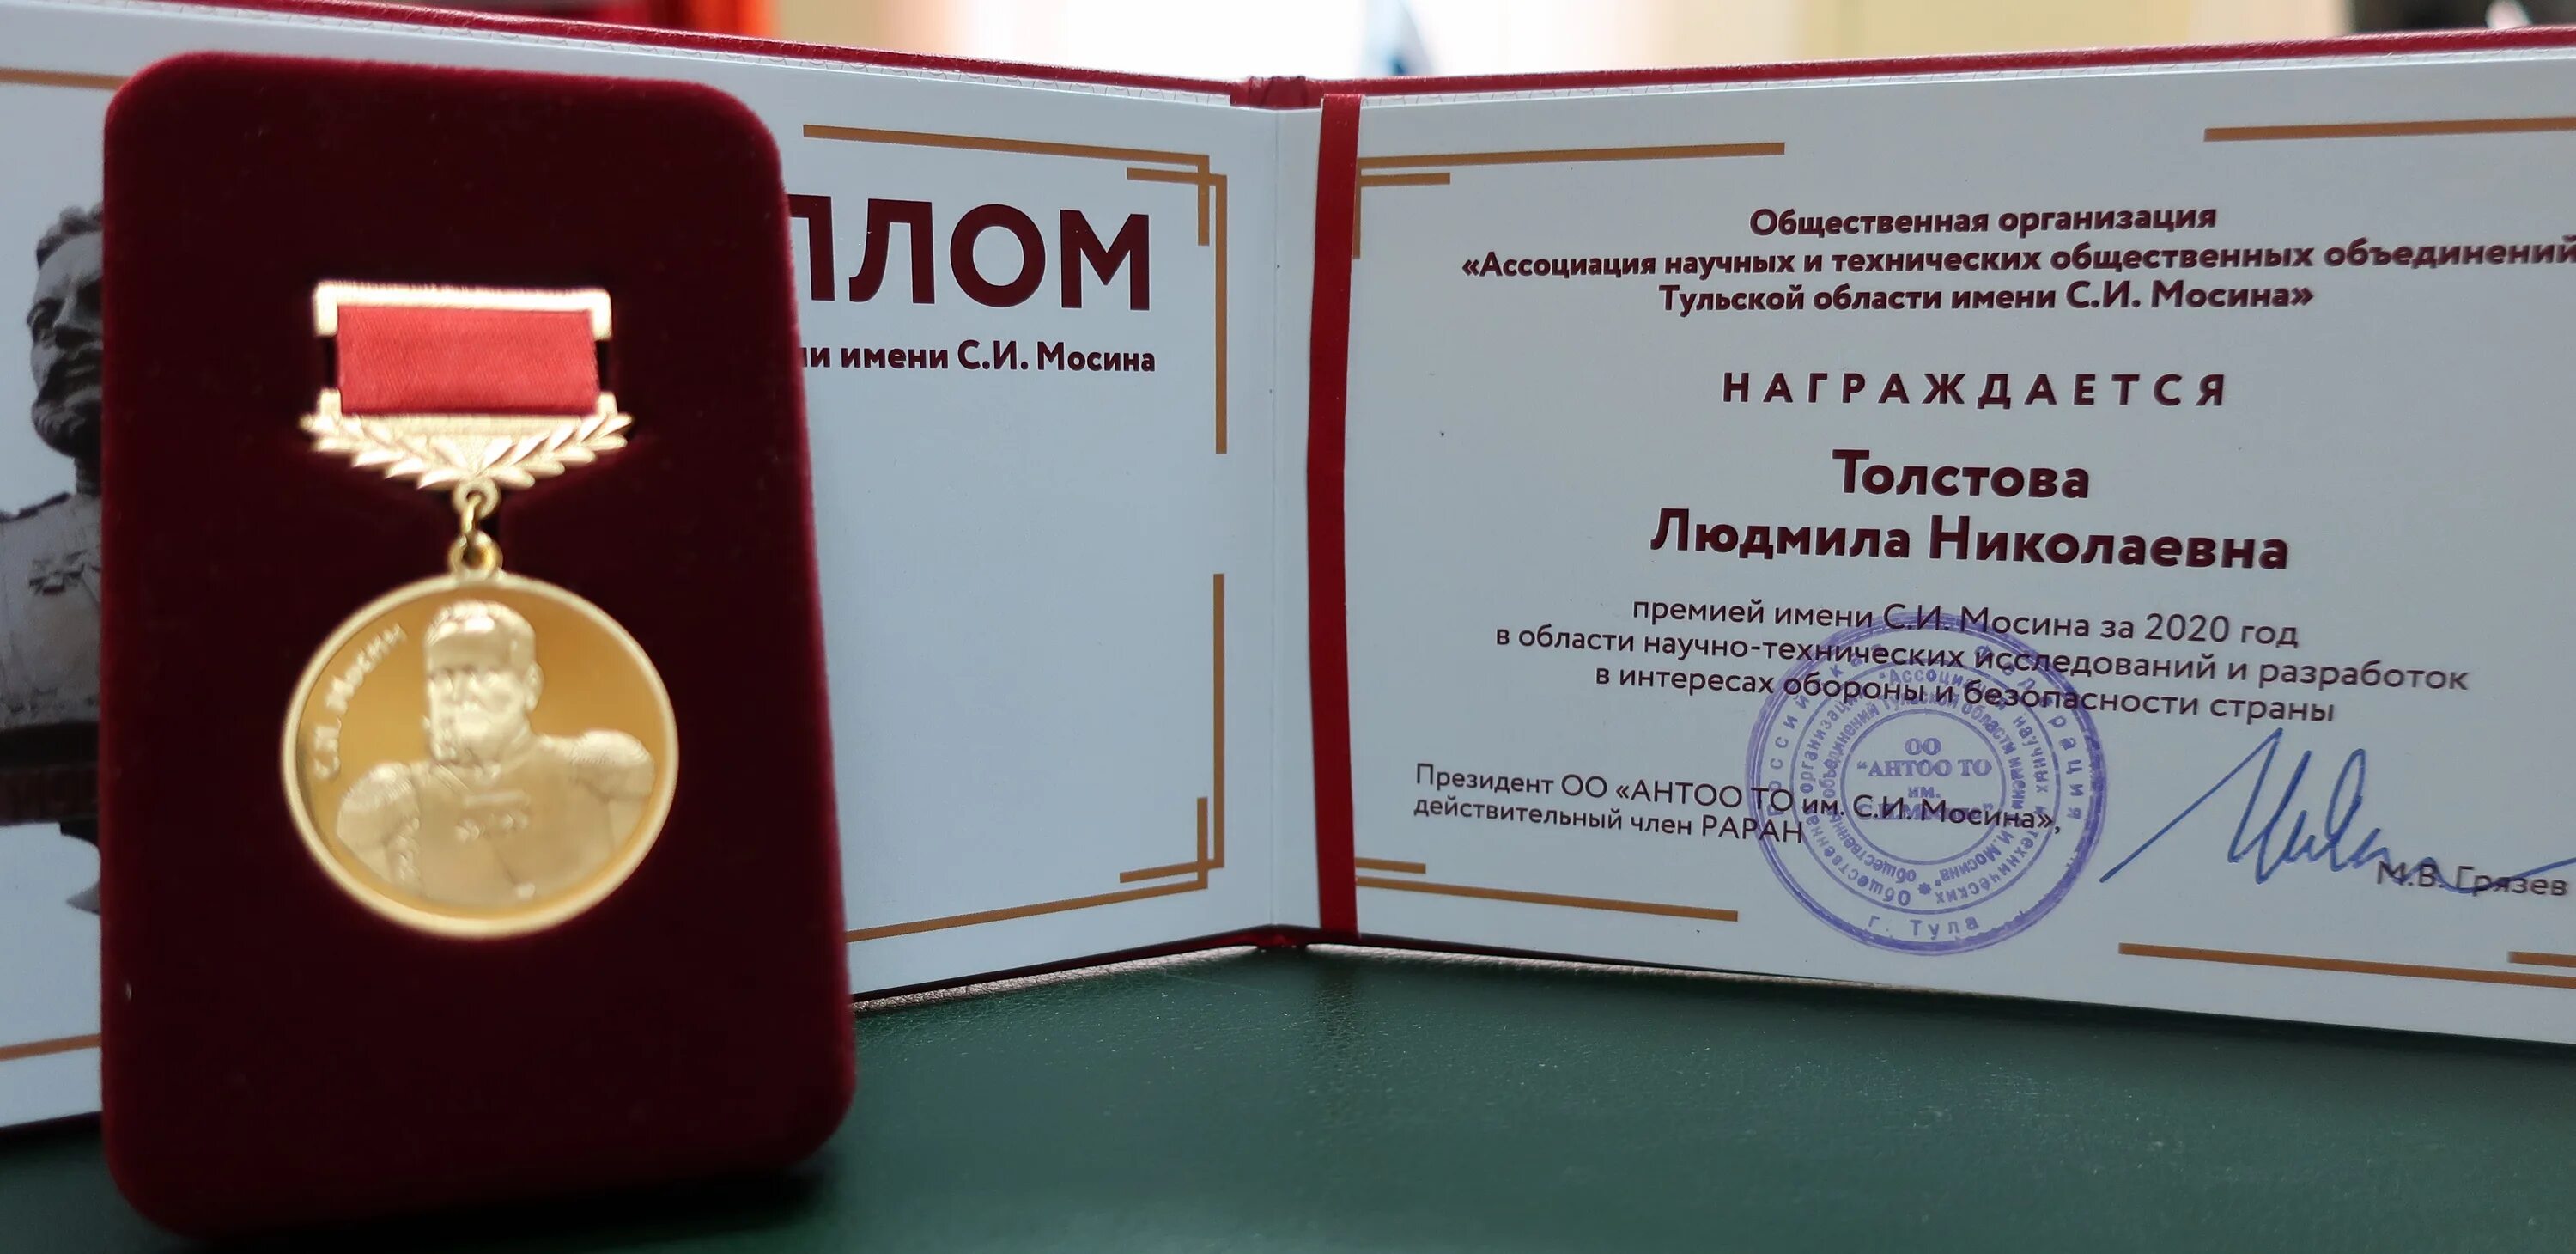 С.И. Мосин
ПЛОМ
имени С.И. Мосина
Общественная организация
«Ассоциация научных и технических общественных объединений
Тульской области имени С.И. Мосина»
НАГРАЖДАЕТСЯ
Толстова
Людмила Николаевна
премией имени С.И. Мосина за 2020 год
в области научно-технических исследований и разработок
в интересах обороны и безопасности страны
Президент ОО «АНТОО ТО им. С.И. Мосина»,
действительный член РАРАН
М.В. Грязев
Российская Федерация
г. Тула
ОО
"АНТОО ТО
им.